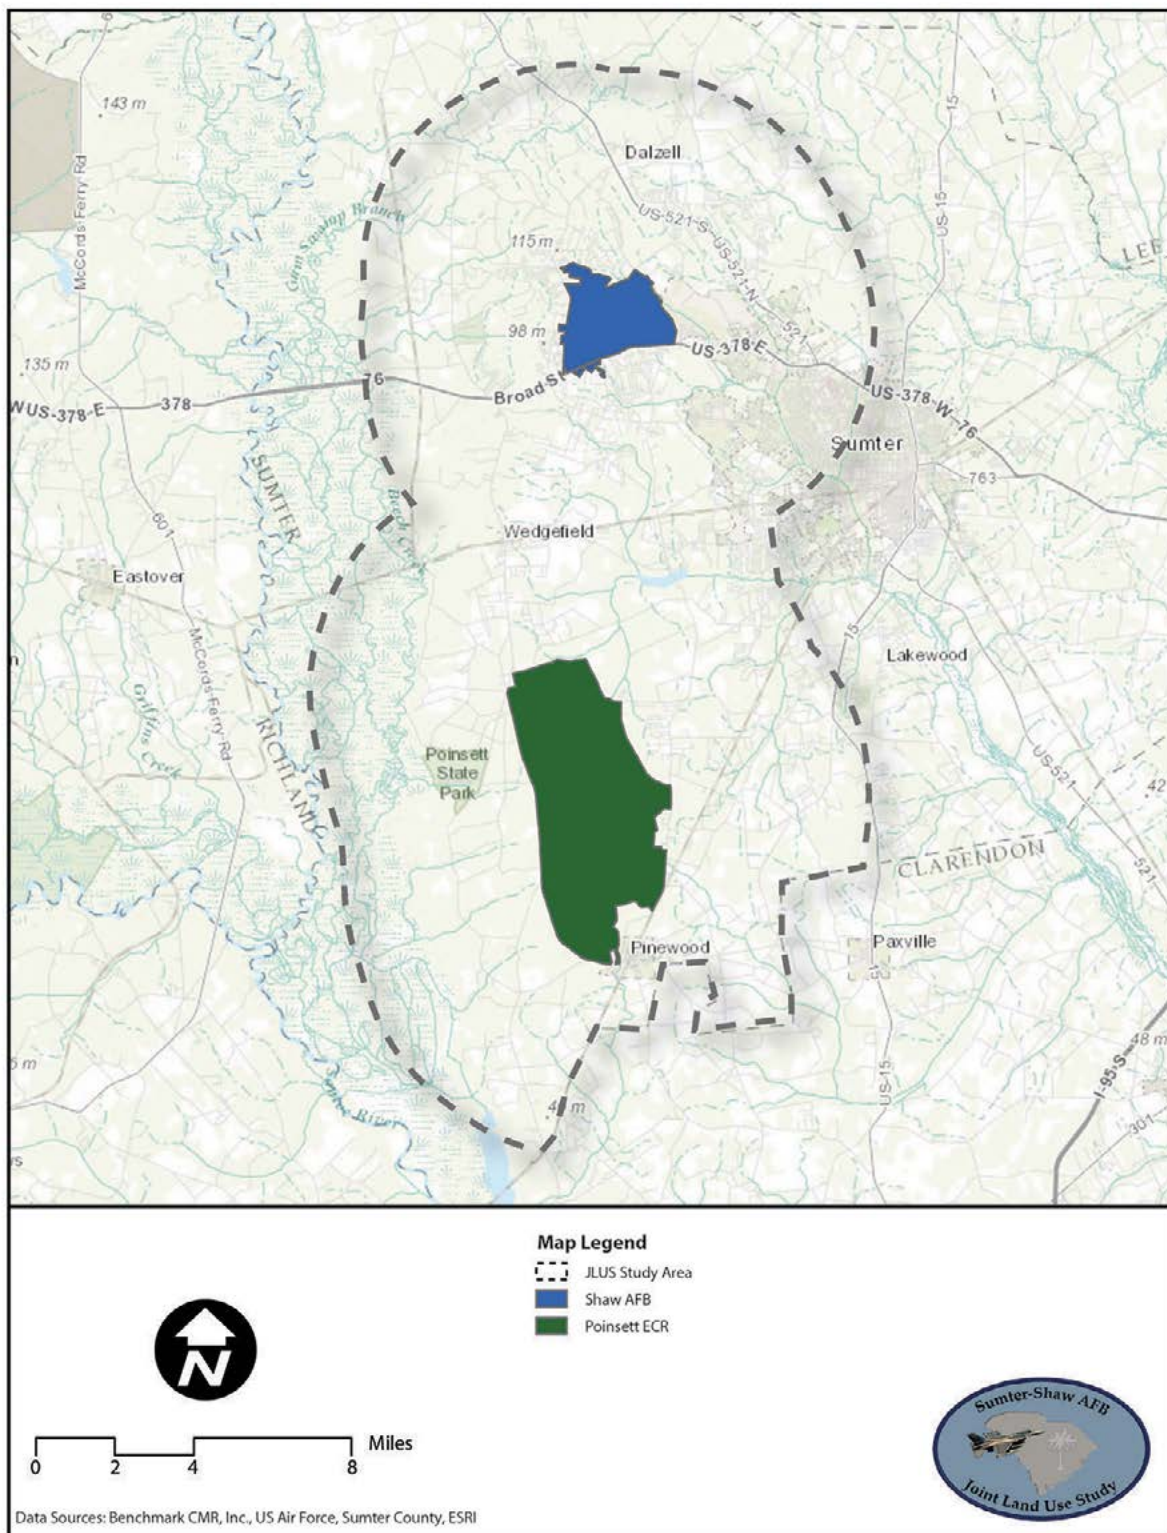 143 m
McCords Ferry Rd
15
US-15
Dalzell
Swamp Branch
US-521-S
US-521-N
521
115 m
LEE
98 m
135 m
US-378-E
76
Broad St
US-378-E
378
US-378-W
76
Sumter
763
SUMTER
601
Wedgefield
Eastover
15
Lakewood
McCords Ferry Rd
Griffins Creek
RICHLAND
Poinsett
State
Park
US-521
42
CLARENDON
521
Pinewood
Paxville
15
US-15
48 m
I-95-S
301
River
Map Legend
JLUS Study Area
Shaw AFB
Poinsett ECR
N
Miles
0 2 4 8
Sumter-Shaw AFB
Joint Land Use Study
Data Sources: Benchmark CMR, Inc., US Air Force, Sumter County, ESRI